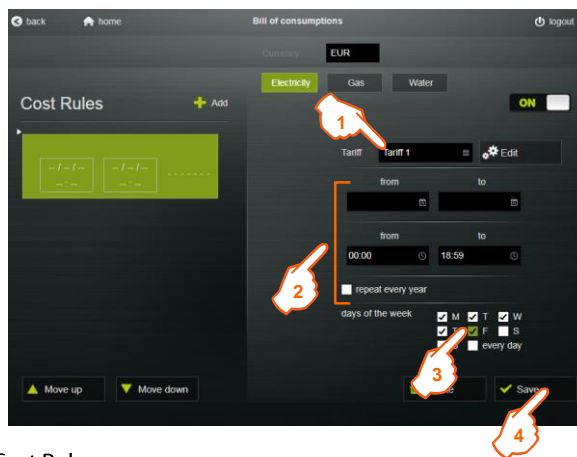 back home Bill of consumptions logout
Currency EUR
Electricity Gas Water
Cost Rules Add ON
1
Tariff Tariff 1 Edit
-- / -- / -- -- / -- / -- - - - - - - -
-- : -- -- : --
from to
from to
00:00 18:59
2
repeat every year
days of the week M T W
T F S
every day
3
Move up Move down Save
4